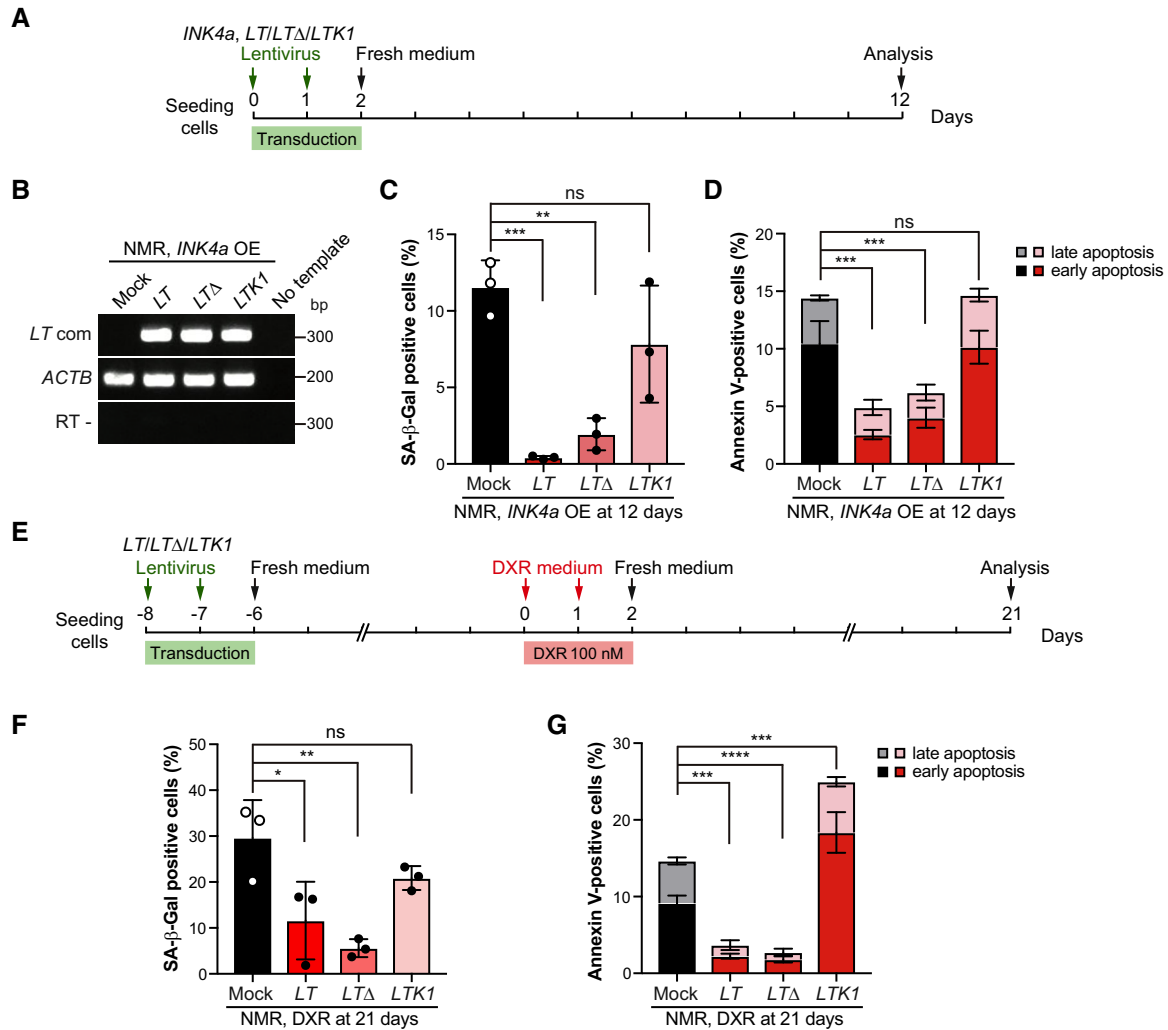 A
INK4a, LT/LTΔ/LTK1
Lentivirus Fresh medium Analysis
Seeding cells 0 1 2 12 Days
Transduction
B
NMR, INK4a OE
Mock LT LTΔ LTK1 No template
bp
LT com 300
ACTB 200
RT - 300
C
ns
**
***
SA-β-Gal positive cells (%)
15
10
5
0
Mock LT LTΔ LTK1
NMR, INK4a OE at 12 days
D
ns
***
***
Annexin V-positive cells (%)
20
15
10
5
0
late apoptosis
early apoptosis
Mock LT LTΔ LTK1
NMR, INK4a OE at 12 days
E
LT/LTΔ/LTK1
Lentivirus Fresh medium DXR medium Fresh medium Analysis
Seeding cells -8 -7 -6 0 1 2 21 Days
Transduction DXR 100 nM
F
ns
**
*
SA-β-Gal positive cells (%)
50
40
30
20
10
0
Mock LT LTΔ LTK1
NMR, DXR at 21 days
G
***
****
***
Annexin V-positive cells (%)
30
20
10
0
late apoptosis
early apoptosis
Mock LT LTΔ LTK1
NMR, DXR at 21 days